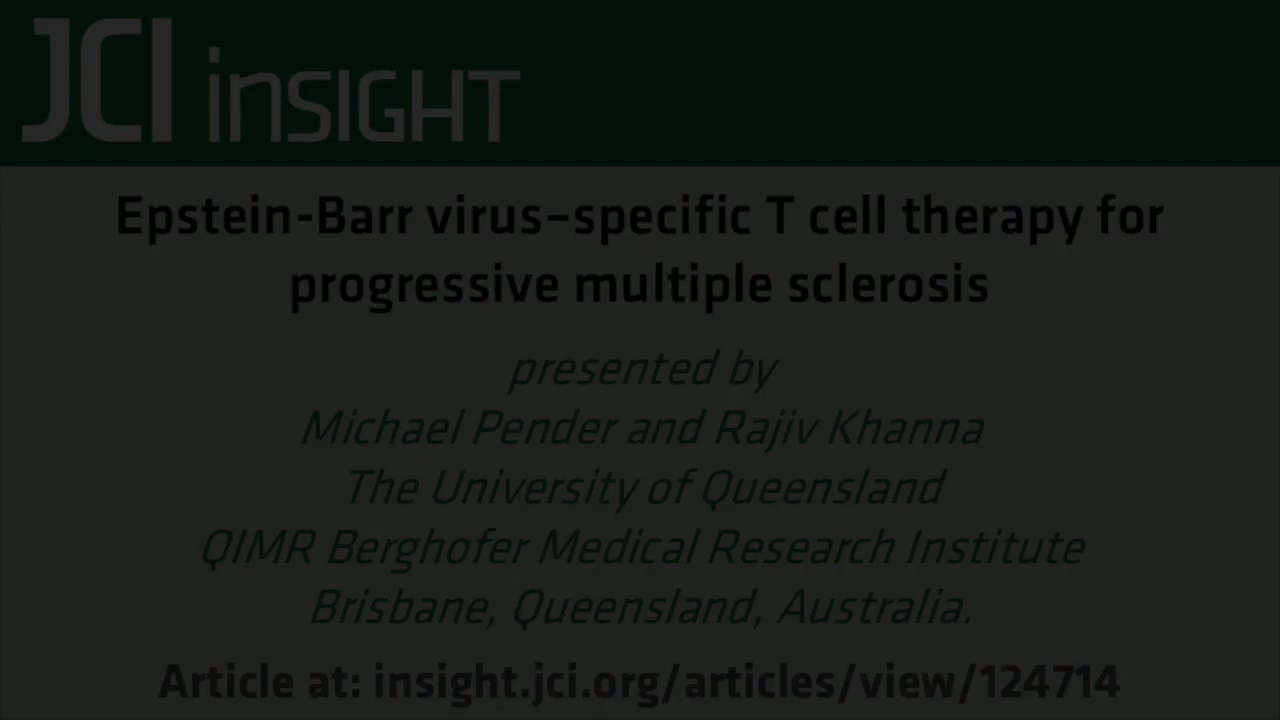 JCI insight
Epstein-Barr virus–specific T cell therapy for
progressive multiple sclerosis
presented by
Michael Pender and Rajiv Khanna
The University of Queensland
QIMR Berghofer Medical Research Institute
Brisbane, Queensland, Australia.
Article at: insight.jci.org/articles/view/124714